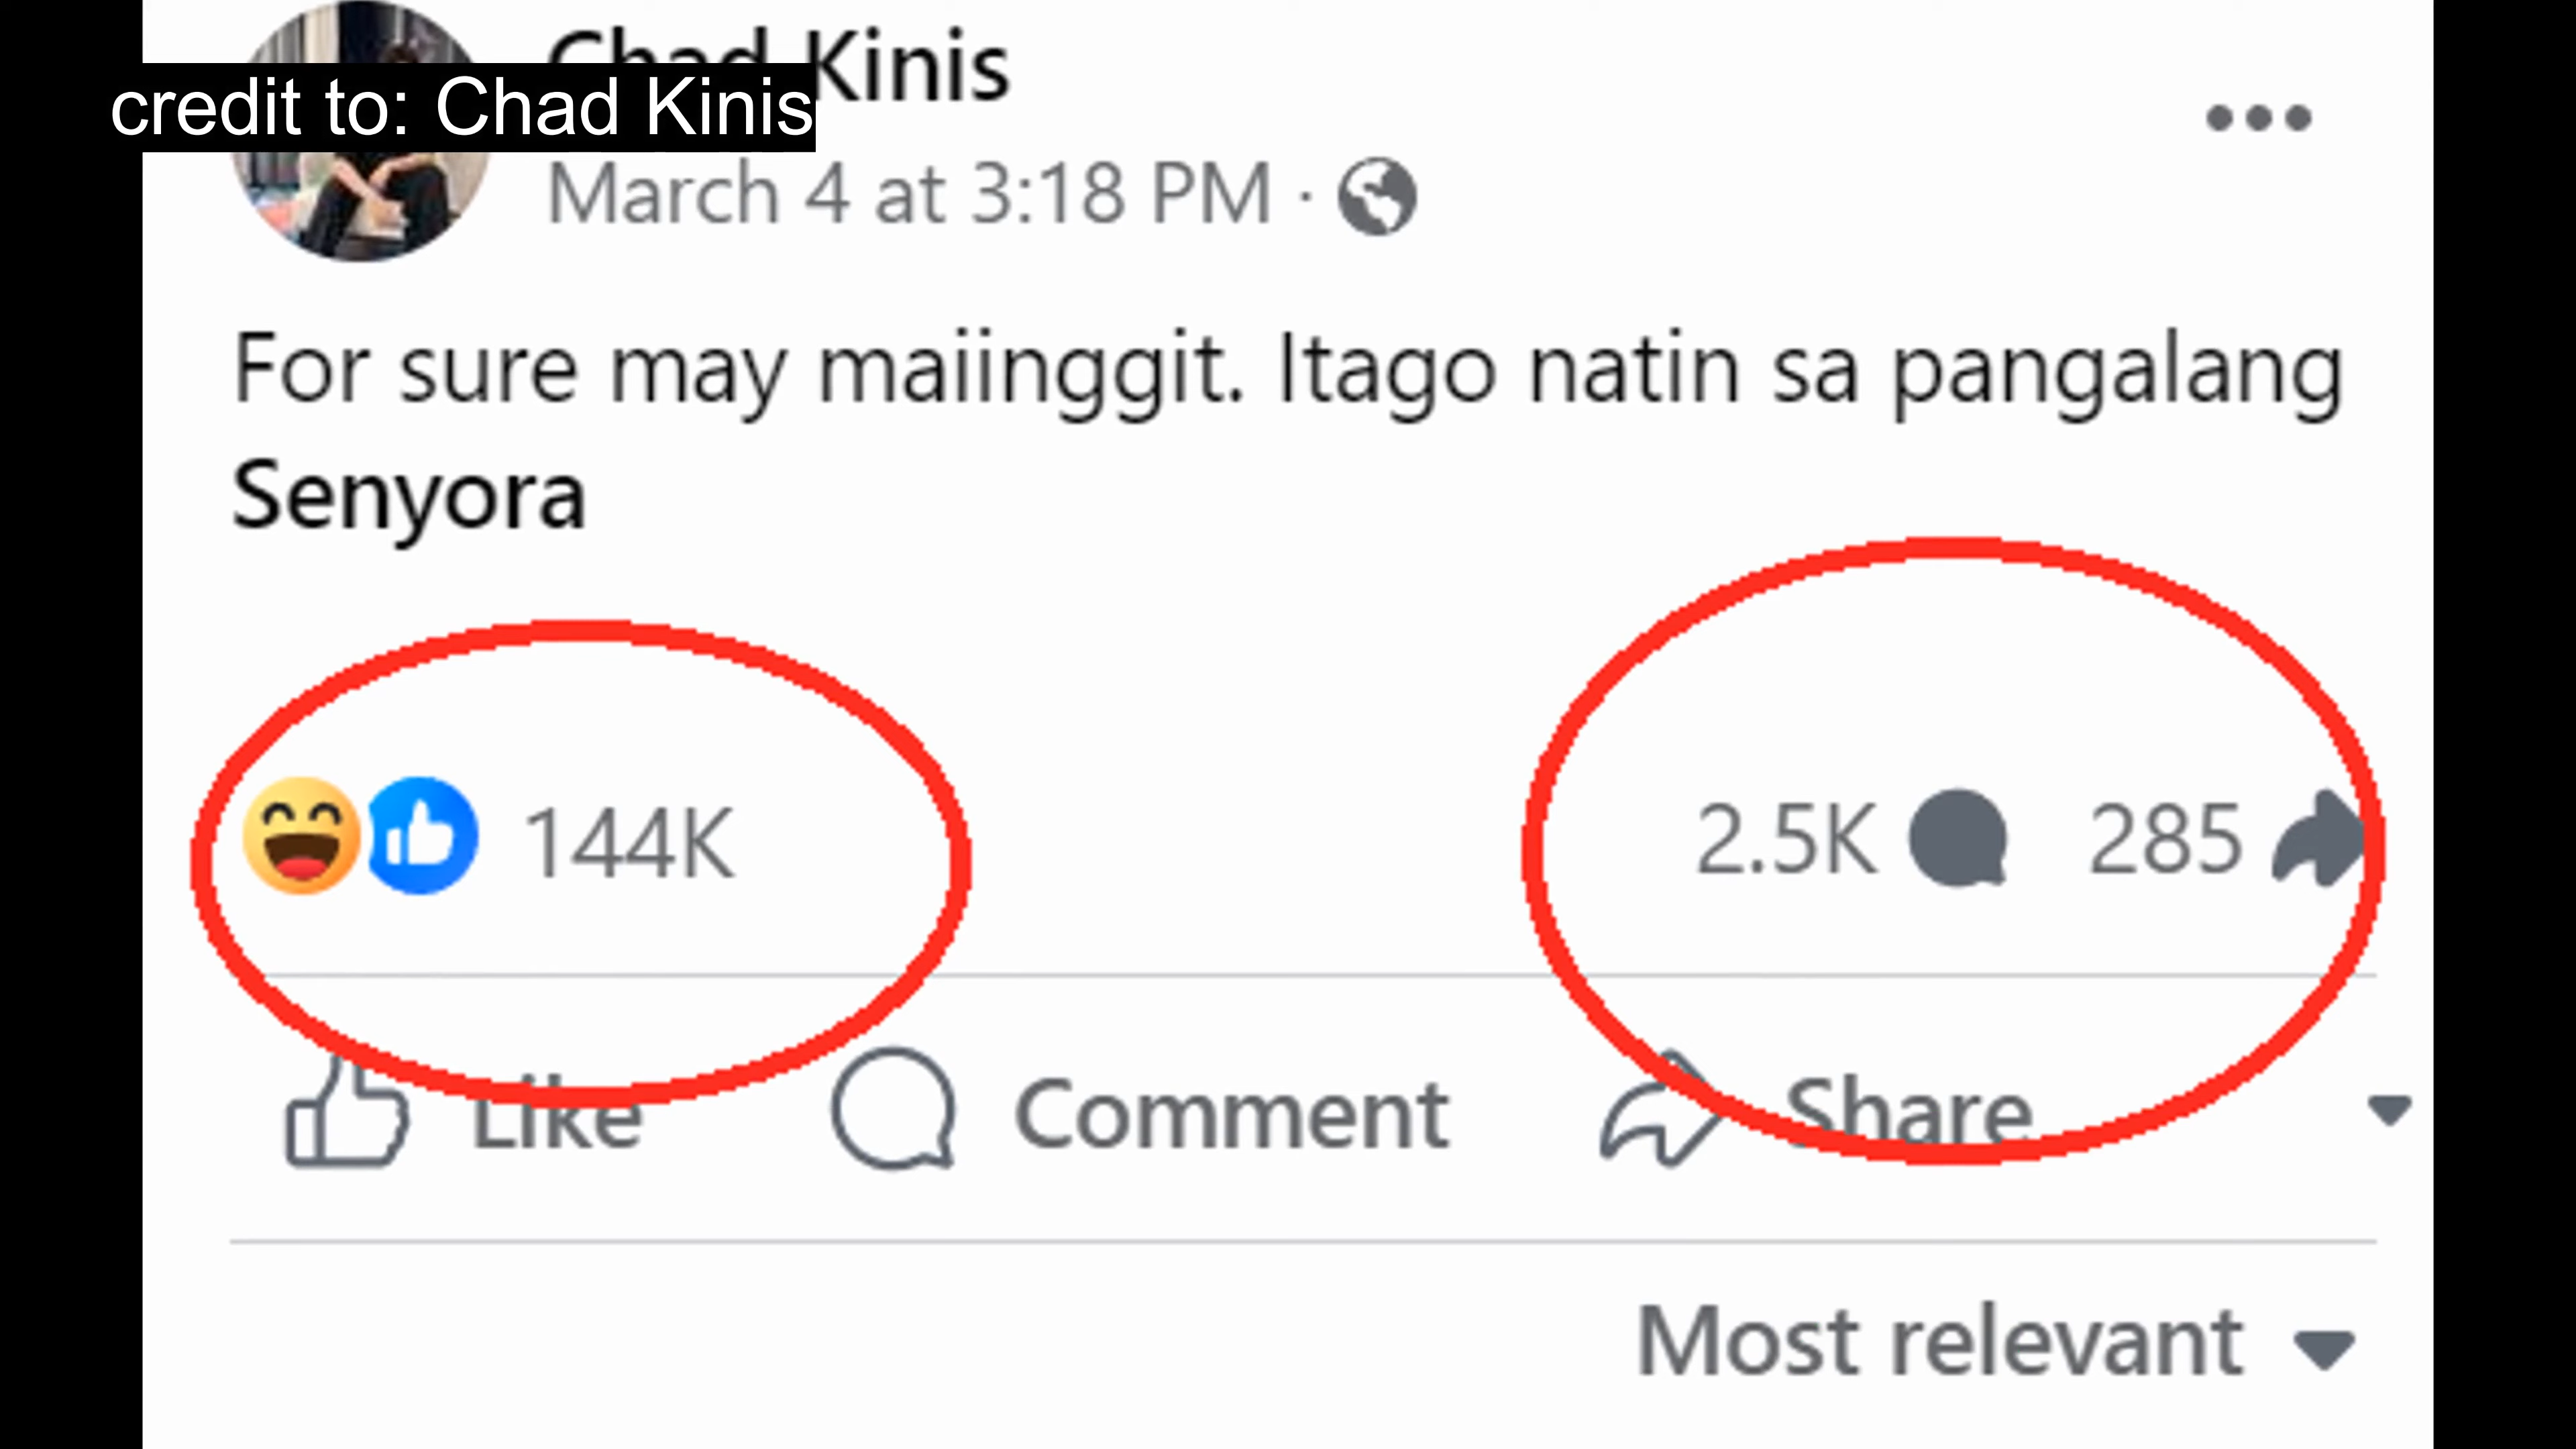 Chad Kinis
credit to: Chad Kinis
March 4 at 3:18 PM ·
For sure may maiinggit. Itago natin sa pangalang
Senyora
144K 2.5K 285
Like Comment Share
Most relevant